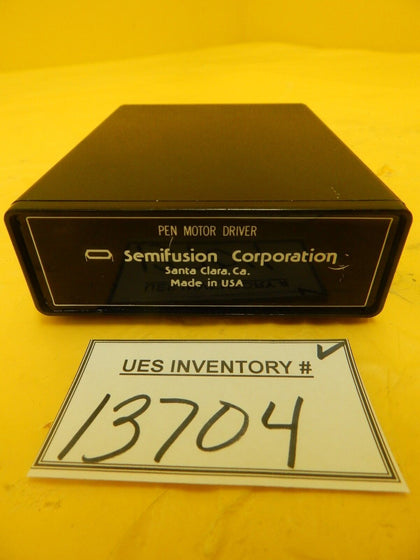 PEN MOTOR DRIVER
Semifusion Corporation
Santa Clara, Ca.
Made in USA
UES INVENTORY #
13704